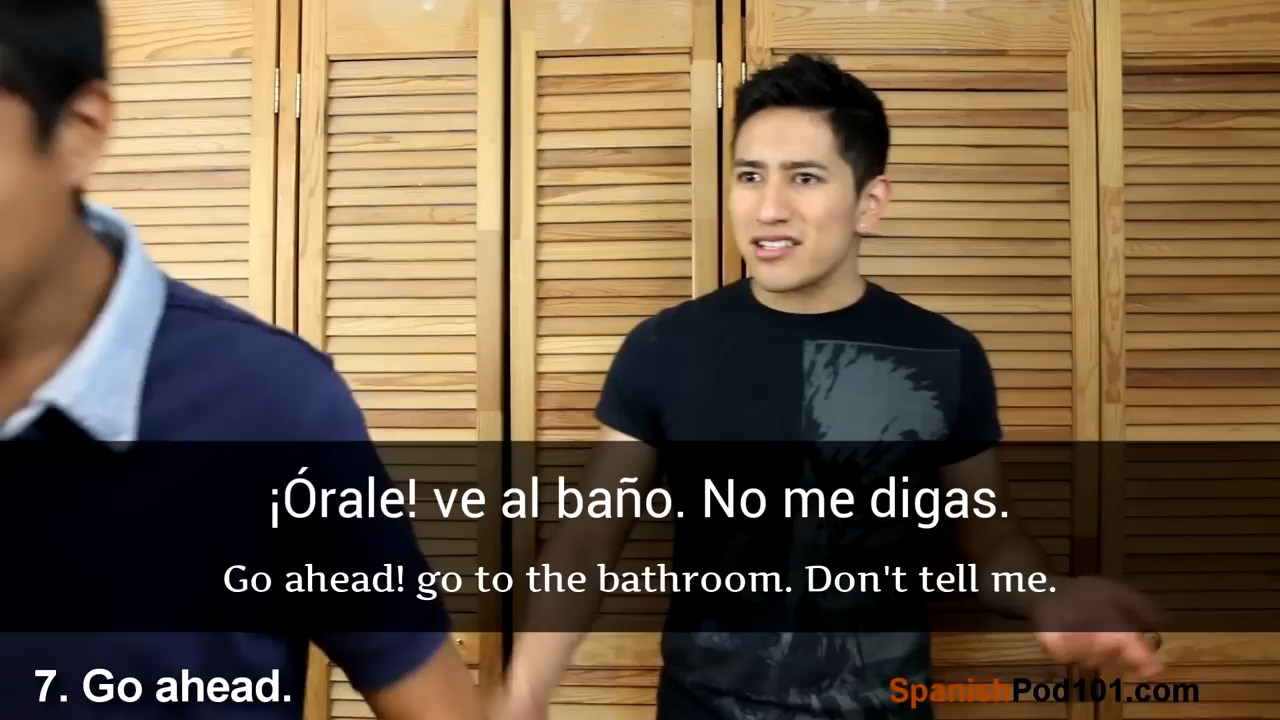 ¡Órale! ve al baño. No me digas.
Go ahead! go to the bathroom. Don't tell me.
7. Go ahead.
SpanishPod101.com